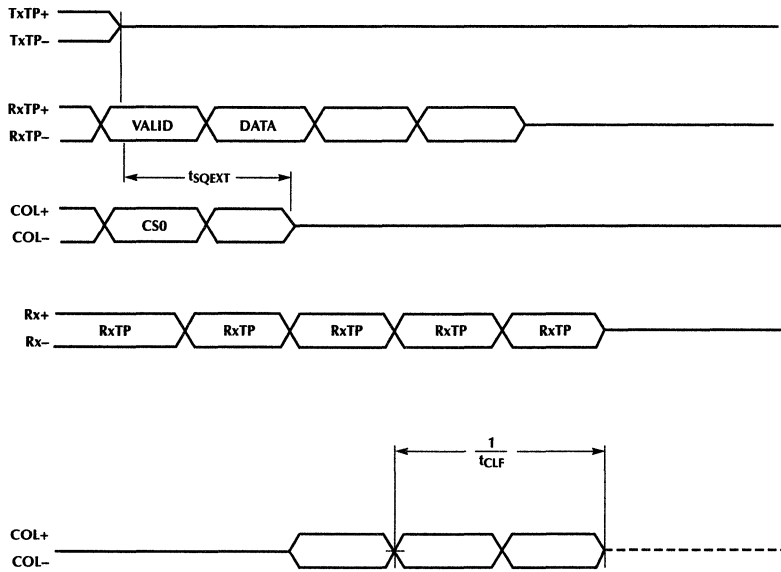 TxTP+
TxTP–
RxTP+
RxTP–
VALID DATA
tSQEXT
COL+
COL–
CS0
Rx+
Rx–
RxTP RxTP RxTP RxTP RxTP
1
tCLF
COL+
COL–